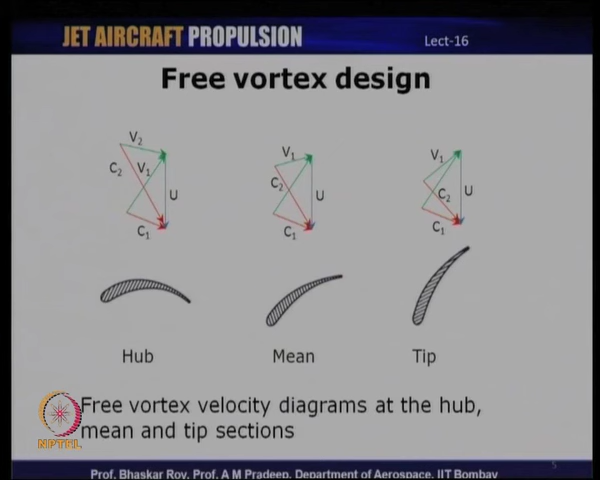 JET AIRCRAFT PROPULSION
Lect-16
Free vortex design
V2
C2 V1
U
C1
V1
C2
U
C1
V1
C2 U
C1
Hub Mean Tip
Free vortex velocity diagrams at the hub,
mean and tip sections
NPTEL
5
Prof. Bhaskar Roy, Prof. A M Pradeep, Department of Aerospace, IIT Bombay